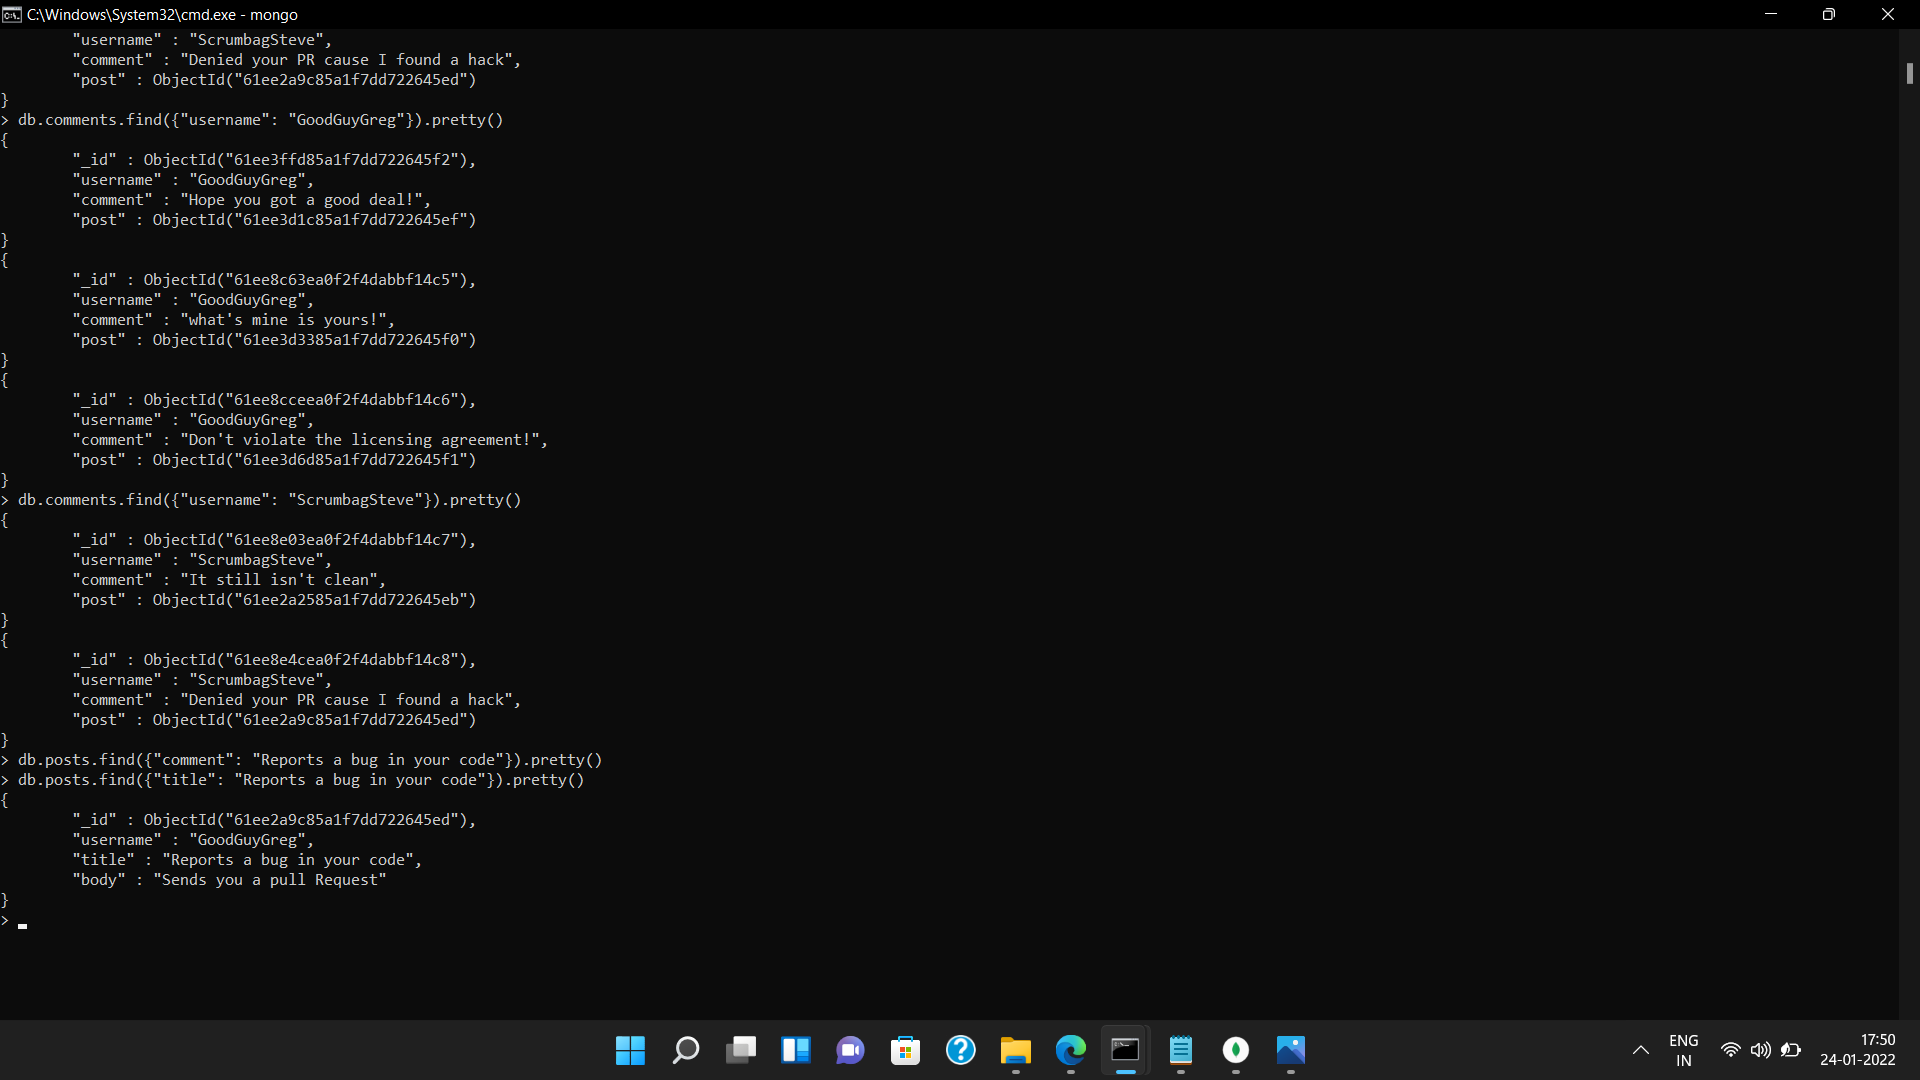 C:\Windows\System32\cmd.exe - mongo
"username" : "ScrumbagSteve",
"comment" : "Denied your PR cause I found a hack",
"post" : ObjectId("61ee2a9c85a1f7dd722645ed")
}
> db.comments.find({"username": "GoodGuyGreg"}).pretty()
{
"_id" : ObjectId("61ee3ffd85a1f7dd722645f2"),
"username" : "GoodGuyGreg",
"comment" : "Hope you got a good deal!",
"post" : ObjectId("61ee3d1c85a1f7dd722645ef")
}
{
"_id" : ObjectId("61ee8c63ea0f2f4dabbf14c5"),
"username" : "GoodGuyGreg",
"comment" : "what's mine is yours!",
"post" : ObjectId("61ee3d3385a1f7dd722645f0")
}
{
"_id" : ObjectId("61ee8cceea0f2f4dabbf14c6"),
"username" : "GoodGuyGreg",
"comment" : "Don't violate the licensing agreement!",
"post" : ObjectId("61ee3d6d85a1f7dd722645f1")
}
> db.comments.find({"username": "ScrumbagSteve"}).pretty()
{
"_id" : ObjectId("61ee8e03ea0f2f4dabbf14c7"),
"username" : "ScrumbagSteve",
"comment" : "It still isn't clean",
"post" : ObjectId("61ee2a2585a1f7dd722645eb")
}
{
"_id" : ObjectId("61ee8e4cea0f2f4dabbf14c8"),
"username" : "ScrumbagSteve",
"comment" : "Denied your PR cause I found a hack",
"post" : ObjectId("61ee2a9c85a1f7dd722645ed")
}
> db.posts.find({"comment": "Reports a bug in your code"}).pretty()
> db.posts.find({"title": "Reports a bug in your code"}).pretty()
{
"_id" : ObjectId("61ee2a9c85a1f7dd722645ed"),
"username" : "GoodGuyGreg",
"title" : "Reports a bug in your code",
"body" : "Sends you a pull Request"
}
>
ENG
IN
17:50
24-01-2022